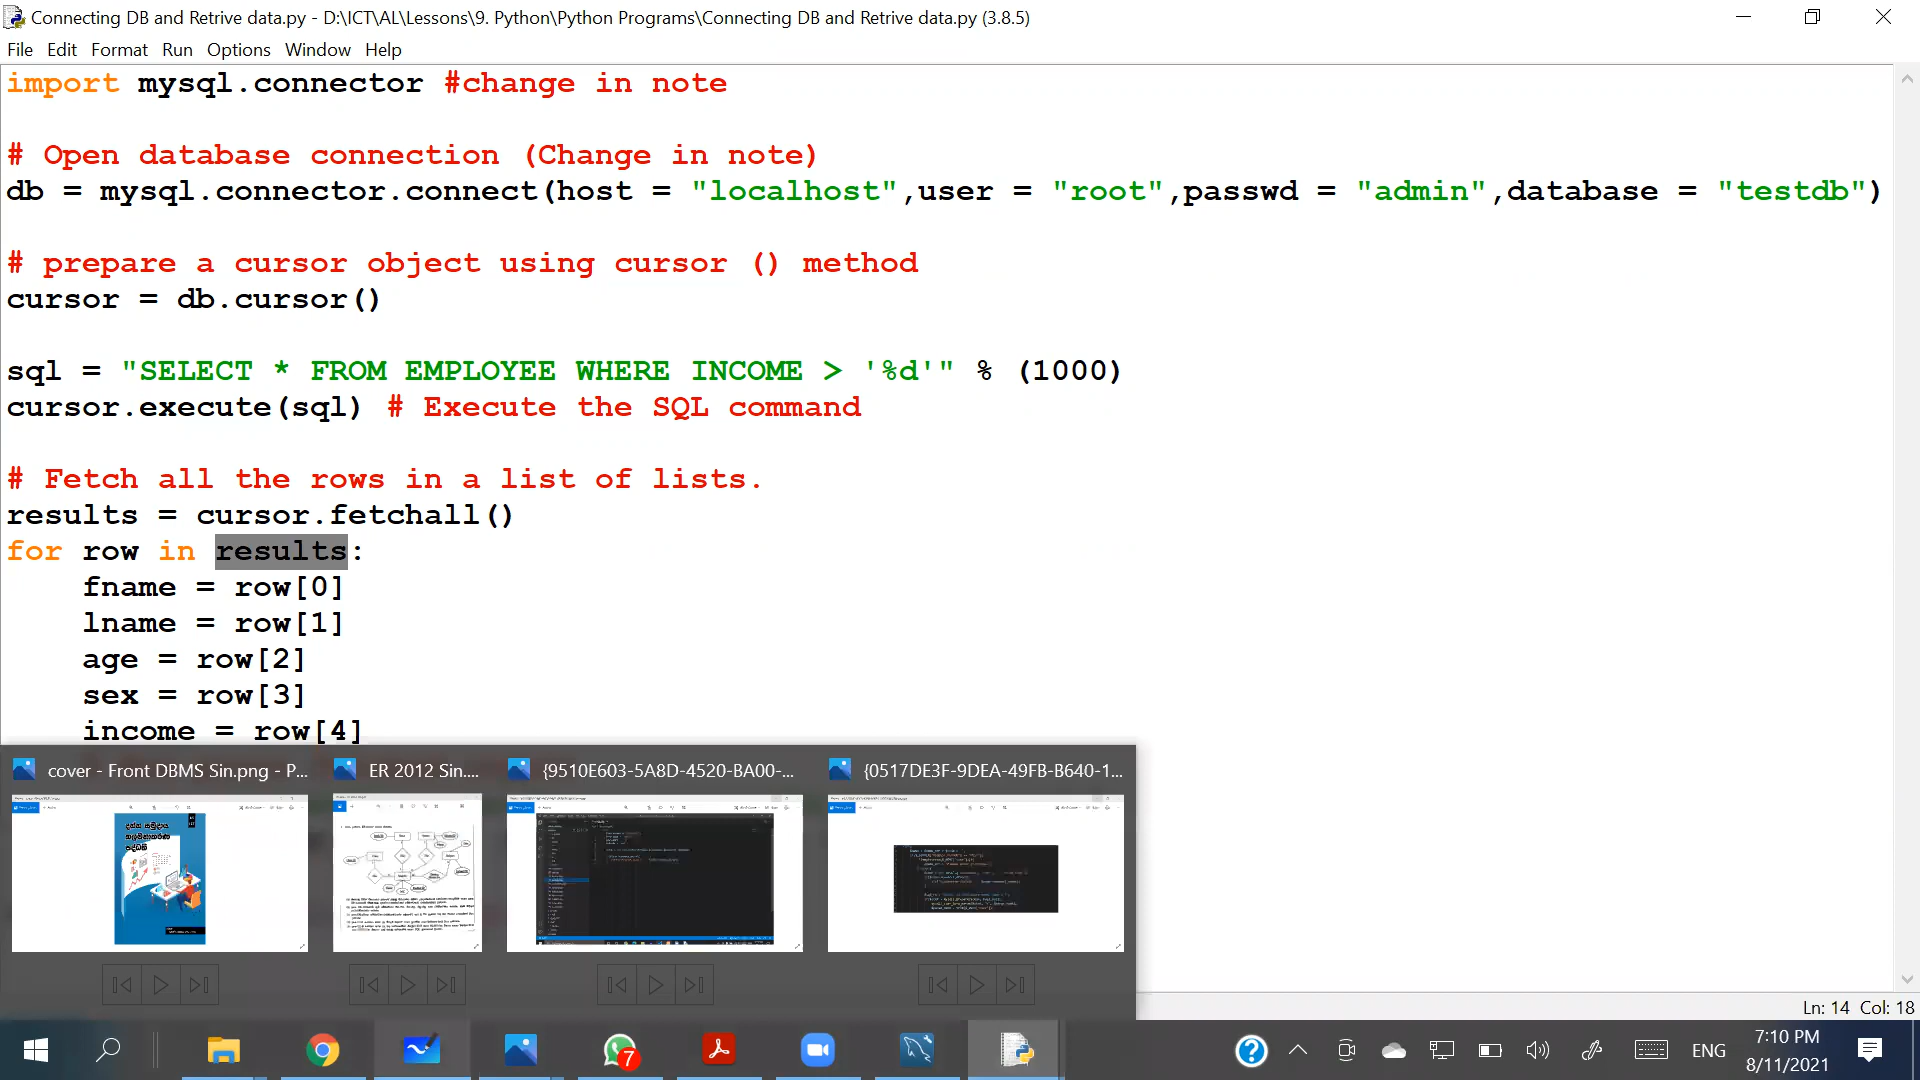 Connecting DB and Retrive data.py - D:\ICT\AL\Lessons\9. Python\Python Programs\Connecting DB and Retrive data.py (3.8.5)
File Edit Format Run Options Window Help
import mysql.connector #change in note
# Open database connection (Change in note)
db = mysql.connector.connect(host = "localhost",user = "root",passwd = "admin",database = "testdb")
# prepare a cursor object using cursor () method
cursor = db.cursor()
sql = "SELECT * FROM EMPLOYEE WHERE INCOME > '%d'" % (1000)
cursor.execute(sql) # Execute the SQL command
# Fetch all the rows in a list of lists.
results = cursor.fetchall()
for row in results:
fname = row[0]
lname = row[1]
age = row[2]
sex = row[3]
income = row[4]
cover - Front DBMS Sin.png - P...
ER 2012 Sin....
{9510E603-5A8D-4520-BA00-...
{0517DE3F-9DEA-49FB-B640-1...
දත්ත සමුදාය
කළමනාකරණ
පද්ධති
Ln: 14 Col: 18
7
ENG
7:10 PM
8/11/2021